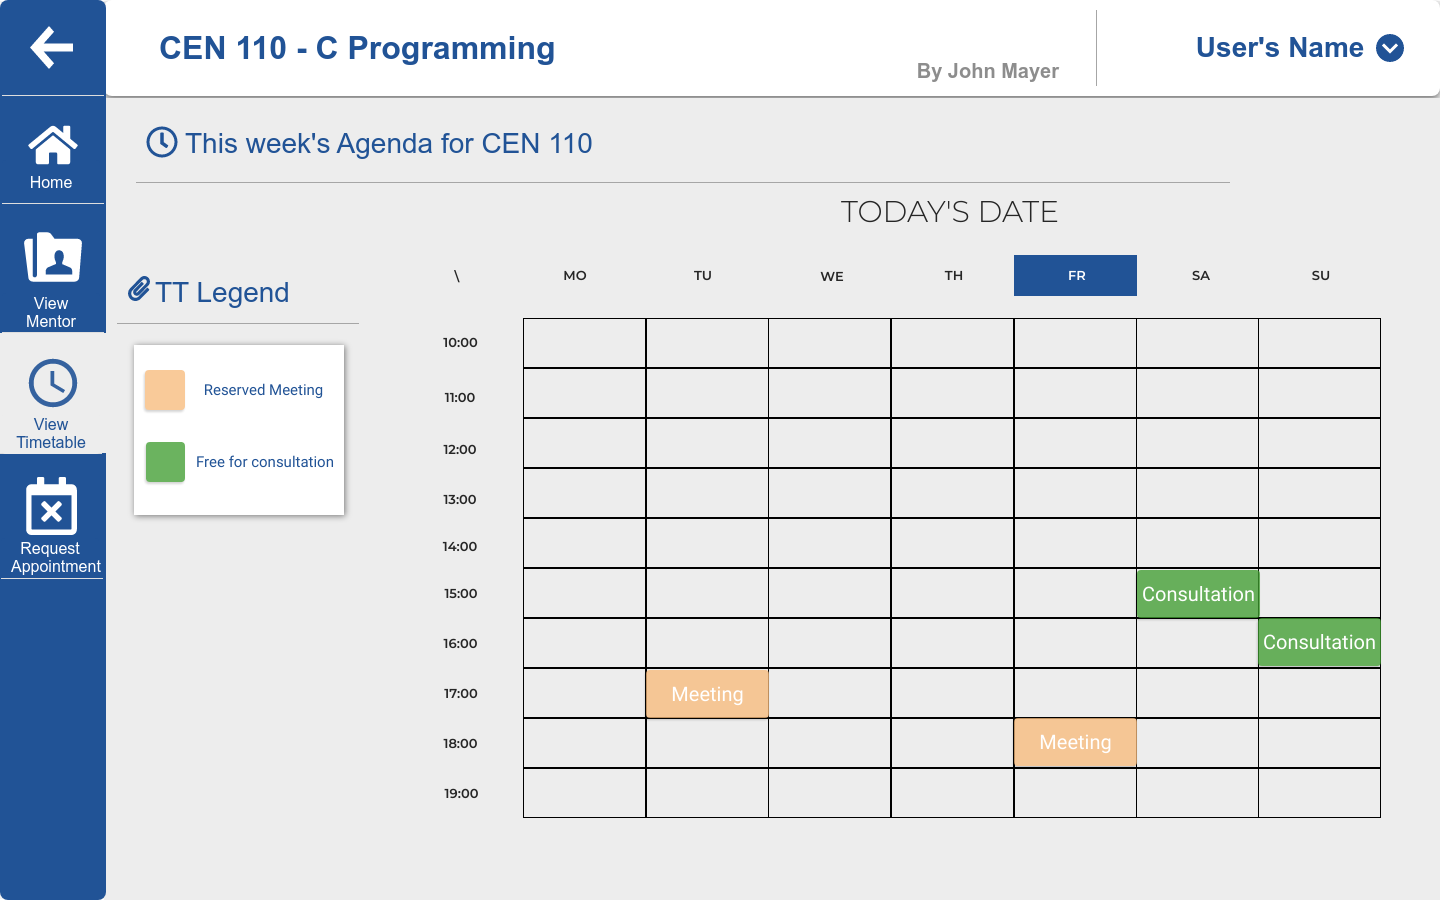 CEN 110 - C Programming
By John Mayer
User's Name
Home
View
Mentor
View
Timetable
Request
Appointment
This week's Agenda for CEN 110
TODAY'S DATE
TT Legend
Reserved Meeting
Free for consultation
\ MO TU WE TH FR SA SU
10:00
11:00
12:00
13:00
14:00
15:00 Consultation
16:00 Consultation
17:00 Meeting
18:00 Meeting
19:00